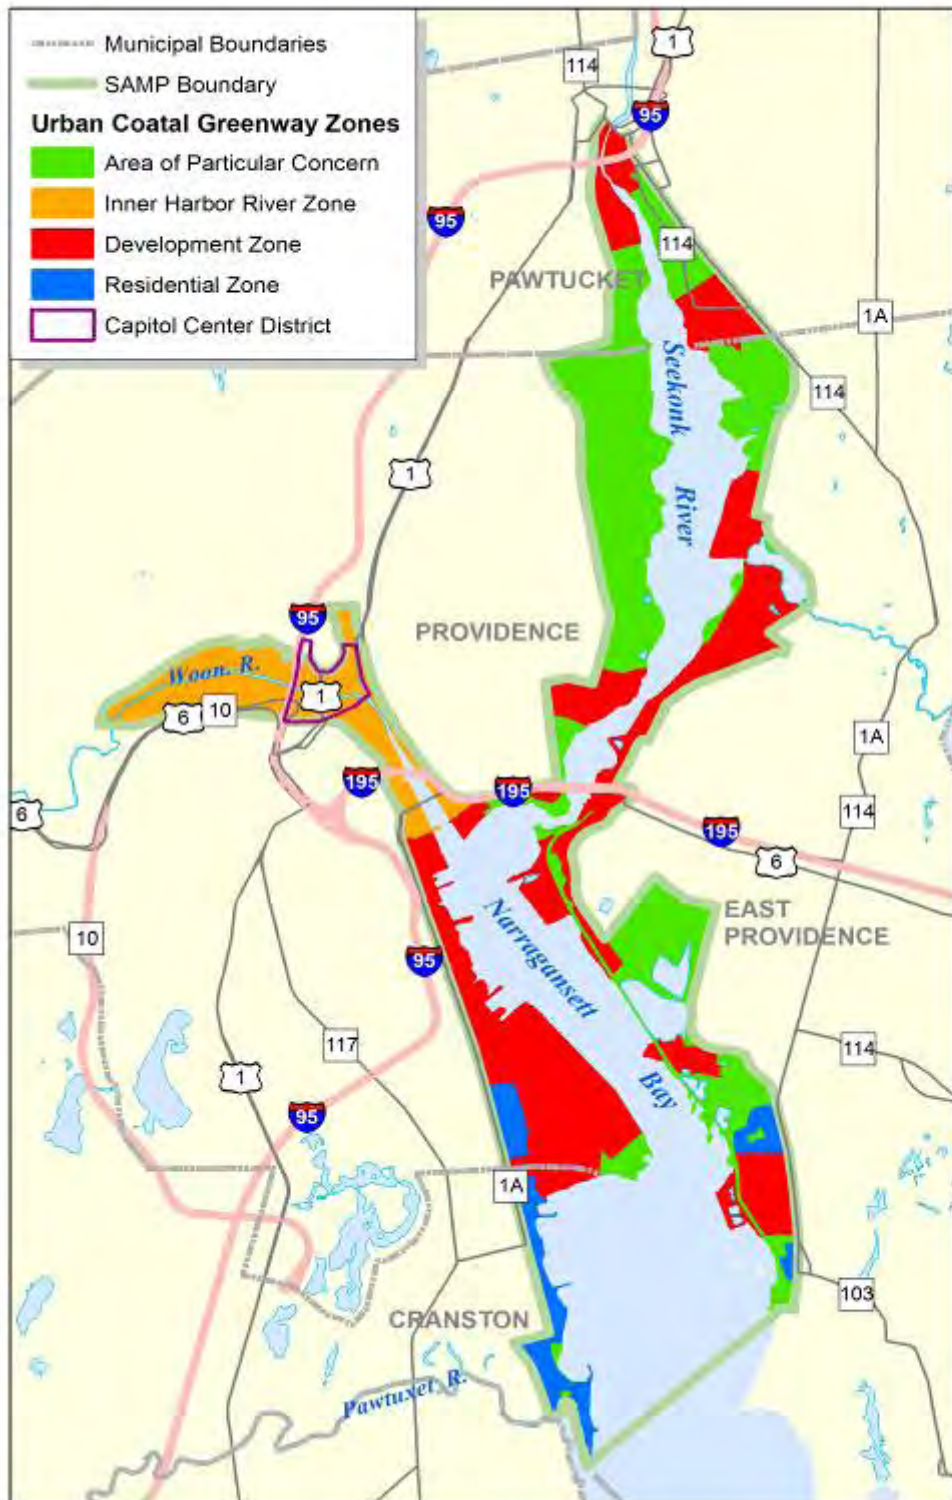 Municipal Boundaries
SAMP Boundary
Urban Coatal Greenway Zones
Area of Particular Concern
Inner Harbor River Zone
Development Zone
Residential Zone
Capitol Center District
1
114
95
95
114
PAWTUCKET
1A
Seekonk
114
1
River
95
PROVIDENCE
Woon. R.
1
6
10
1A
195
195
6
114
195
6
EAST
PROVIDENCE
Narragansett
10
95
117
114
1
Bay
95
1A
103
CRANSTON
Pawtuxet R.